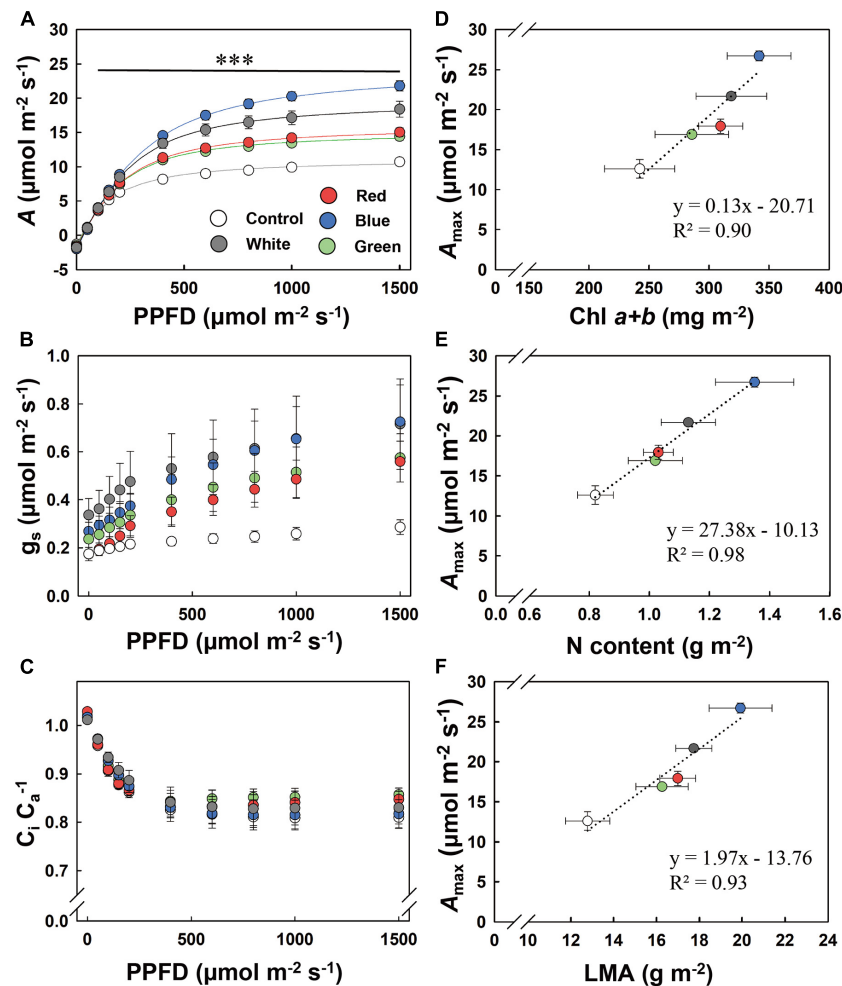 A
30
25
20
15
10
5
0
-5
A (µmol m-2 s-1)
***
Control
White
Red
Blue
Green
0
500
1000
1500
PPFD (µmol m-2 s-1)
B
1.0
0.8
0.6
0.4
0.2
0.0
gs (µmol m-2 s-1)
0
500
1000
1500
PPFD (µmol m-2 s-1)
C
1.0
0.9
0.8
0.7
0.0
Ci Ca-1
0
500
1000
1500
PPFD (µmol m-2 s-1)
D
30
25
20
15
10
5
0
Amax (µmol m-2 s-1)
y = 0.13x - 20.71
R² = 0.90
0
150
200
250
300
350
400
Chl a+b (mg m-2)
E
30
25
20
15
10
5
0
Amax (µmol m-2 s-1)
y = 27.38x - 10.13
R² = 0.98
0.0
0.6
0.8
1.0
1.2
1.4
1.6
N content (g m-2)
F
30
25
20
15
10
5
0
Amax (µmol m-2 s-1)
y = 1.97x - 13.76
R² = 0.93
0
10
12
14
16
18
20
22
24
LMA (g m-2)